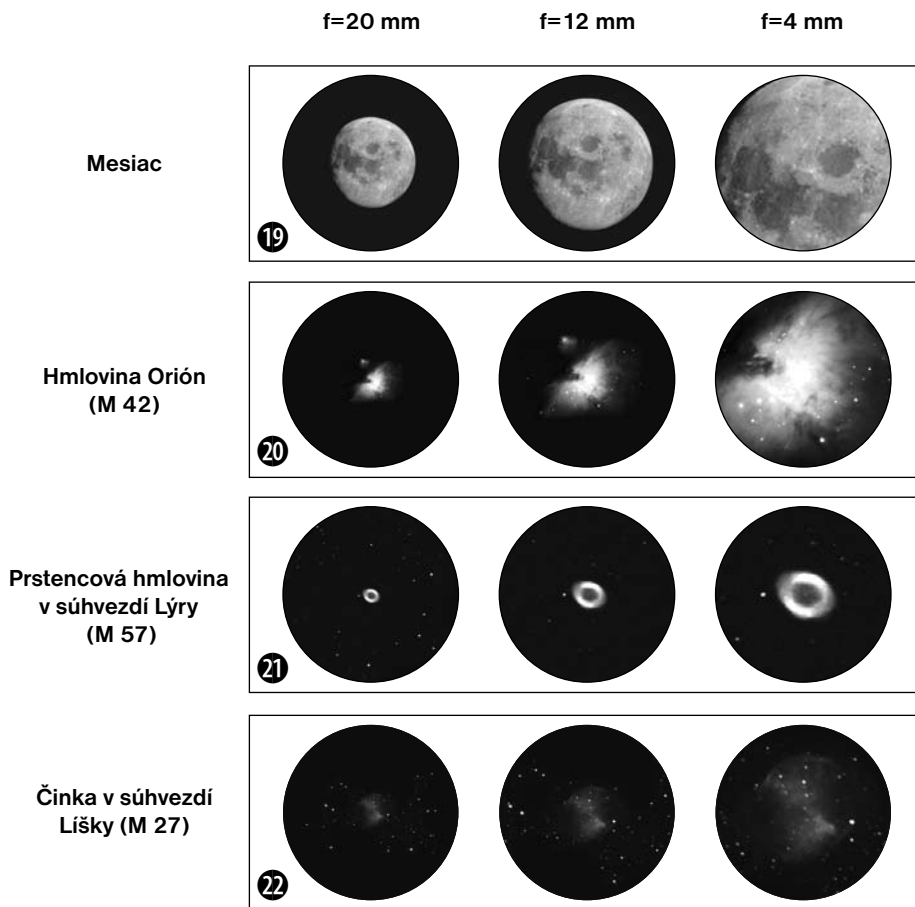 f=20 mm f=12 mm f=4 mm
Mesiac
19
Hmlovina Orión
(M 42)
20
Prstencová hmlovina
v súhvezdí Lýry
(M 57)
21
Činka v súhvezdí
Líšky (M 27)
22